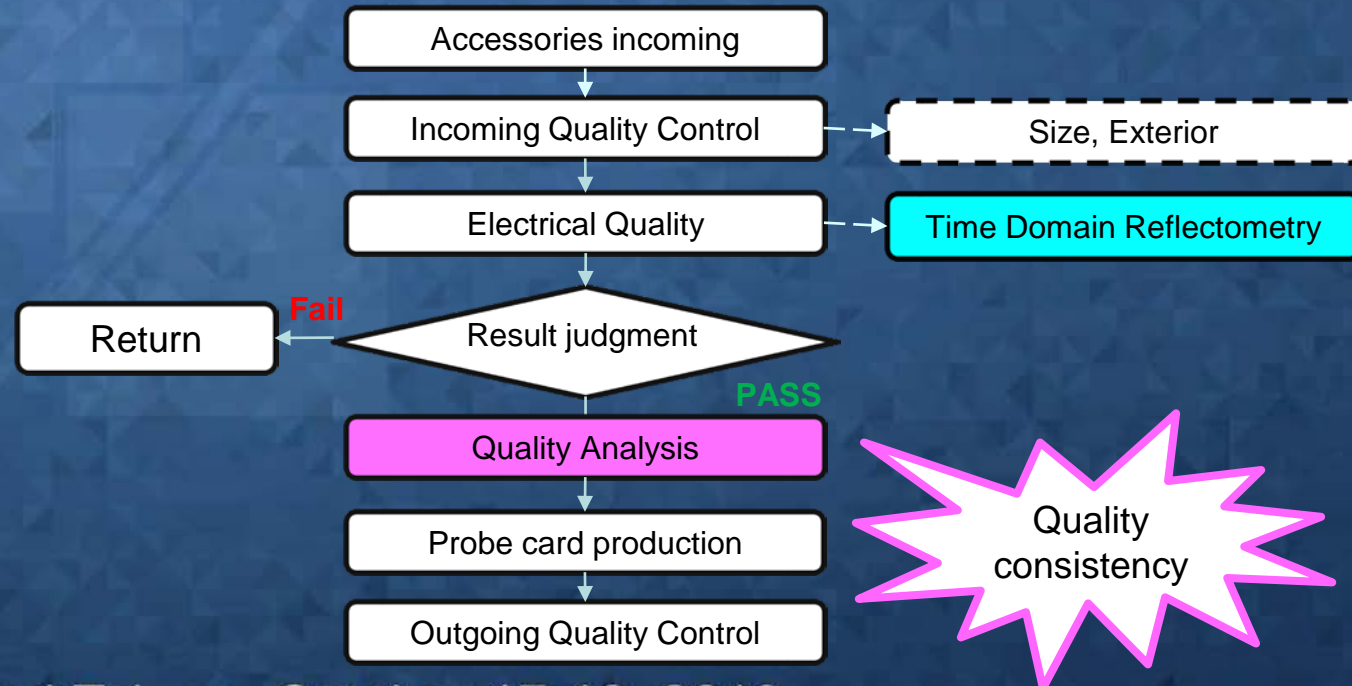 Accessories incoming
Incoming Quality Control
Size, Exterior
Electrical Quality
Time Domain Reflectometry
Fail
Return
Result judgment
PASS
Quality Analysis
Quality
consistency
Probe card production
Outgoing Quality Control